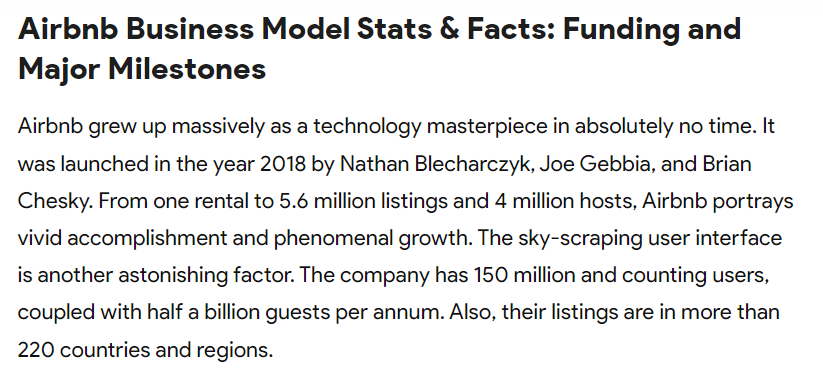 Airbnb Business Model Stats & Facts: Funding and
Major Milestones
Airbnb grew up massively as a technology masterpiece in absolutely no time. It
was launched in the year 2018 by Nathan Blecharczyk, Joe Gebbia, and Brian
Chesky. From one rental to 5.6 million listings and 4 million hosts, Airbnb portrays
vivid accomplishment and phenomenal growth. The sky-scraping user interface
is another astonishing factor. The company has 150 million and counting users,
coupled with half a billion guests per annum. Also, their listings are in more than
220 countries and regions.